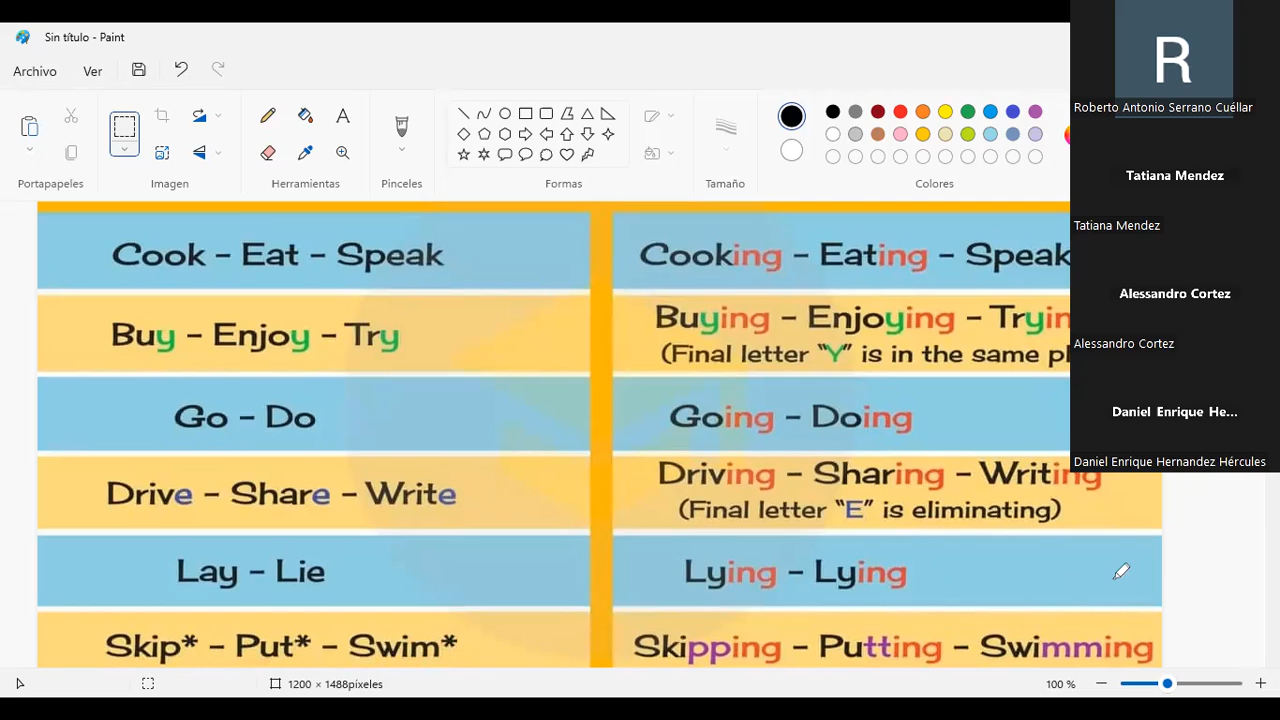 Sin título - Paint
Archivo Ver
Portapapeles Imagen Herramientas Pinceles Formas Tamaño Colores
Cook - Eat - Speak
Cooking - Eating - Speak
Buy - Enjoy - Try
Buying - Enjoying - Tryin
(Final letter "Y" is in the same pl
Go - Do
Going - Doing
Drive - Share - Write
Driving - Sharing - Writing
(Final letter "E" is eliminating)
Lay - Lie
Lying - Lying
Skip* - Put* - Swim*
Skipping - Putting - Swimming
1200 × 1488píxeles
100 %
R
Roberto Antonio Serrano Cuéllar
Tatiana Mendez
Tatiana Mendez
Alessandro Cortez
Alessandro Cortez
Daniel Enrique He...
Daniel Enrique Hernandez Hércules